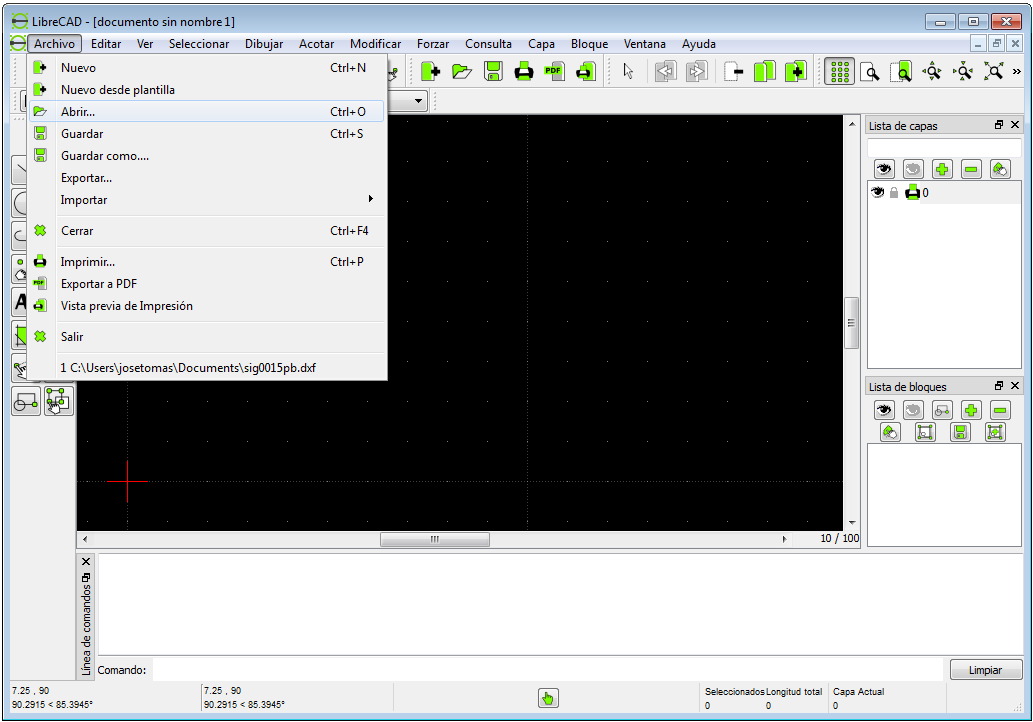 LibreCAD - [documento sin nombre 1]
Archivo Editar Ver Seleccionar Dibujar Acotar Modificar Forzar Consulta Capa Bloque Ventana Ayuda
Nuevo Ctrl+N
Nuevo desde plantilla
Abrir... Ctrl+O
Guardar Ctrl+S
Guardar como....
Exportar...
Importar
Cerrar Ctrl+F4
Imprimir... Ctrl+P
PDF Exportar a PDF
Vista previa de Impresión
Salir
1 C:\Users\josetomas\Documents\sig0015pb.dxf
PDF
»
A
Lista de capas
0
Lista de bloques
10 / 100
Línea de comandos
Comando:
Limpiar
7.25 , 90
90.2915 < 85.3945°
7.25 , 90
90.2915 < 85.3945°
Seleccionados Longitud total Capa Actual
0 0 0